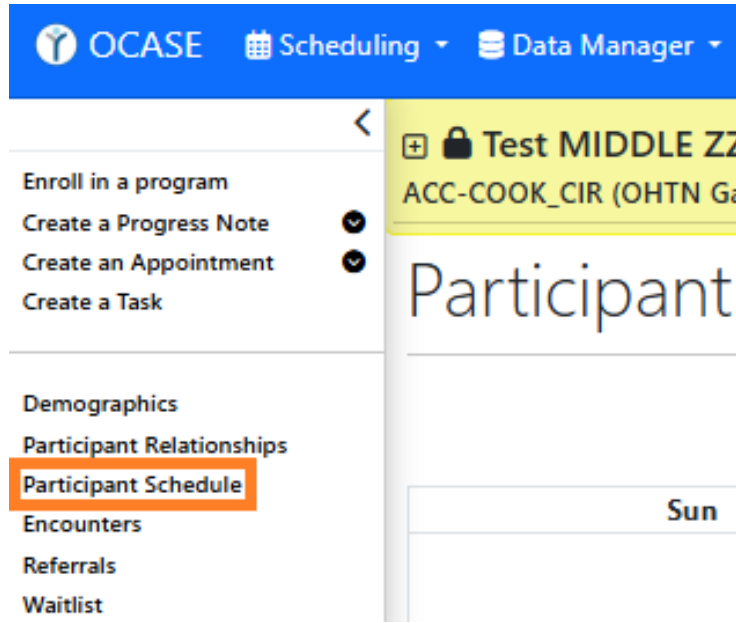 OCASE Scheduling Data Manager
Enroll in a program
Create a Progress Note
Create an Appointment
Create a Task
Demographics
Participant Relationships
Participant Schedule
Encounters
Referrals
Waitlist
Test MIDDLE ZZ
ACC-COOK_CIR (OHTN Ga
Participant
Sun